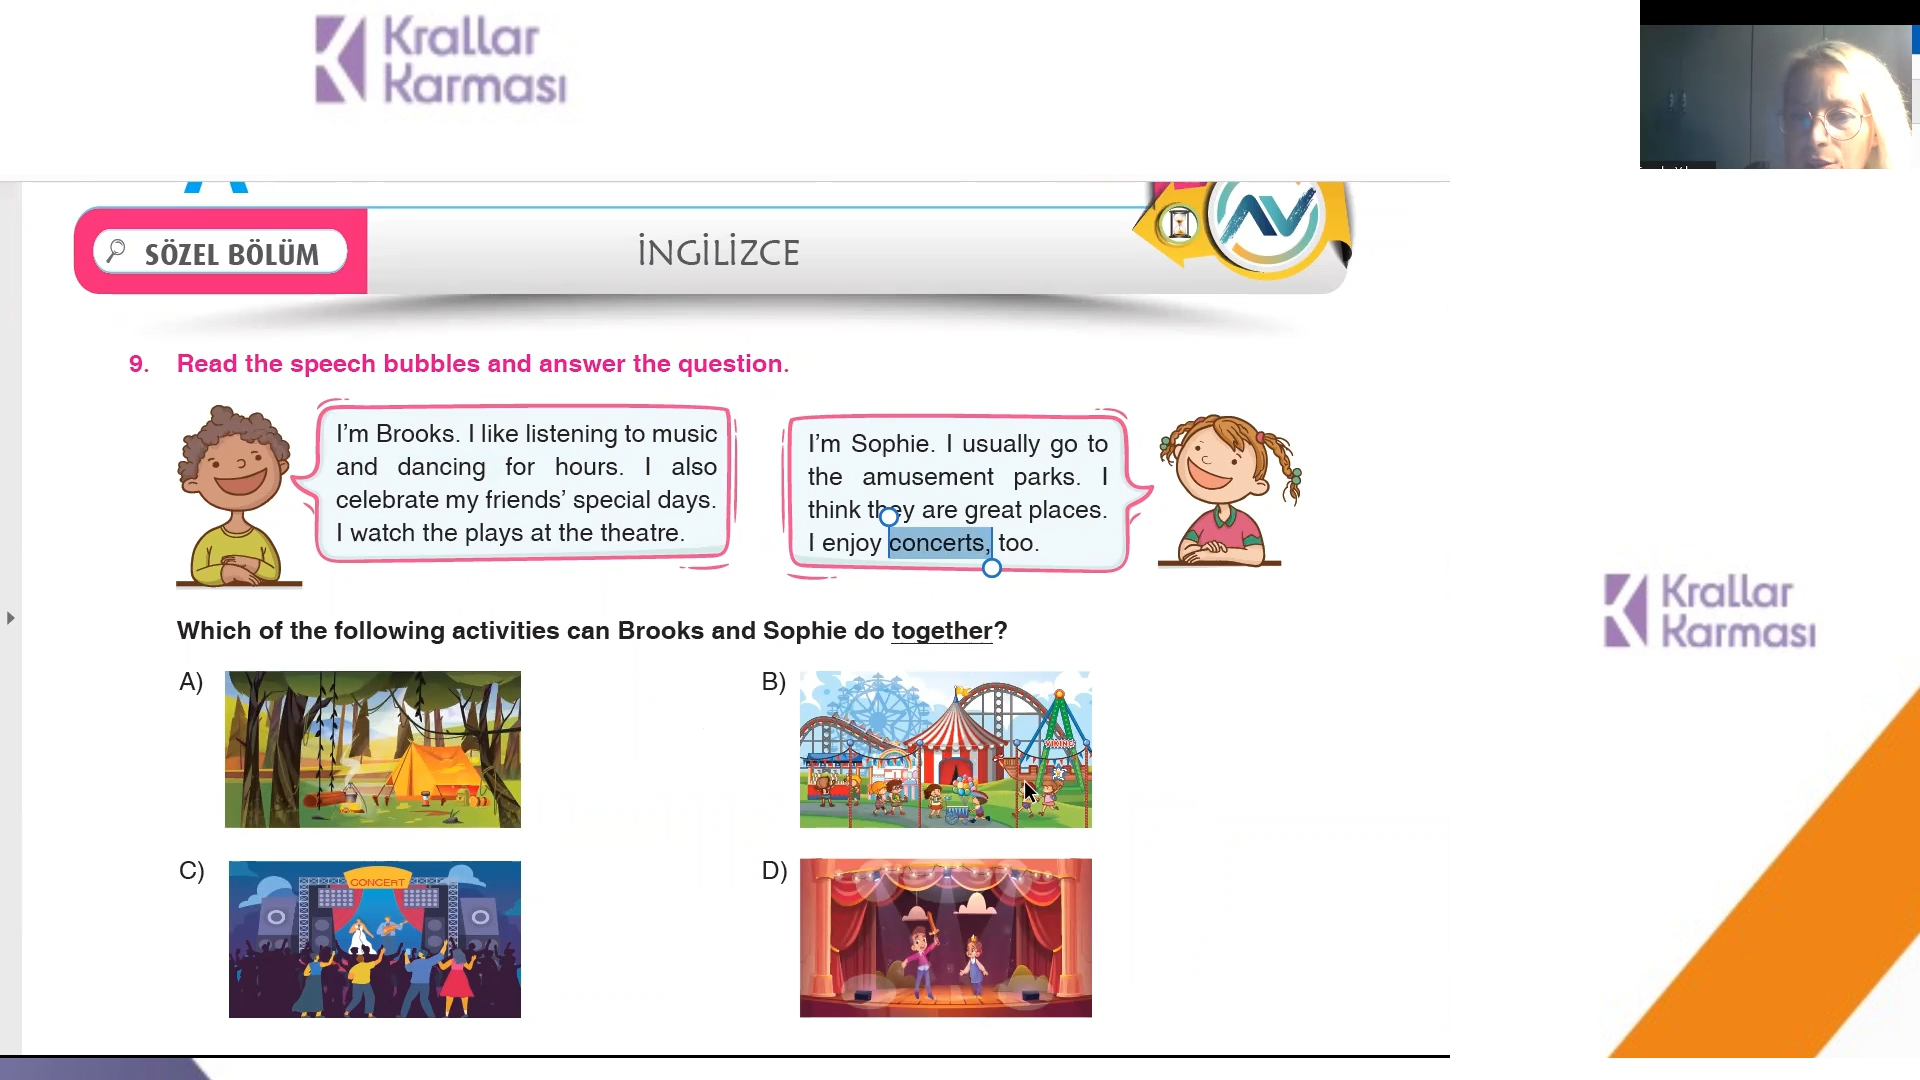 Krallar
Karması
SÖZEL BÖLÜM
İNGİLİZCE
9. Read the speech bubbles and answer the question.
I'm Brooks. I like listening to music
and dancing for hours. I also
celebrate my friends' special days.
I watch the plays at the theatre.
I'm Sophie. I usually go to
the amusement parks. I
think they are great places.
I enjoy concerts, too.
Which of the following activities can Brooks and Sophie do together?
A)
B)
VIKING
C)
CONCERT
D)
Krallar
Karması